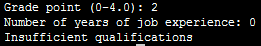 Grade point (0-4.0): 2
Number of years of job experience: 0
Insufficient qualifications